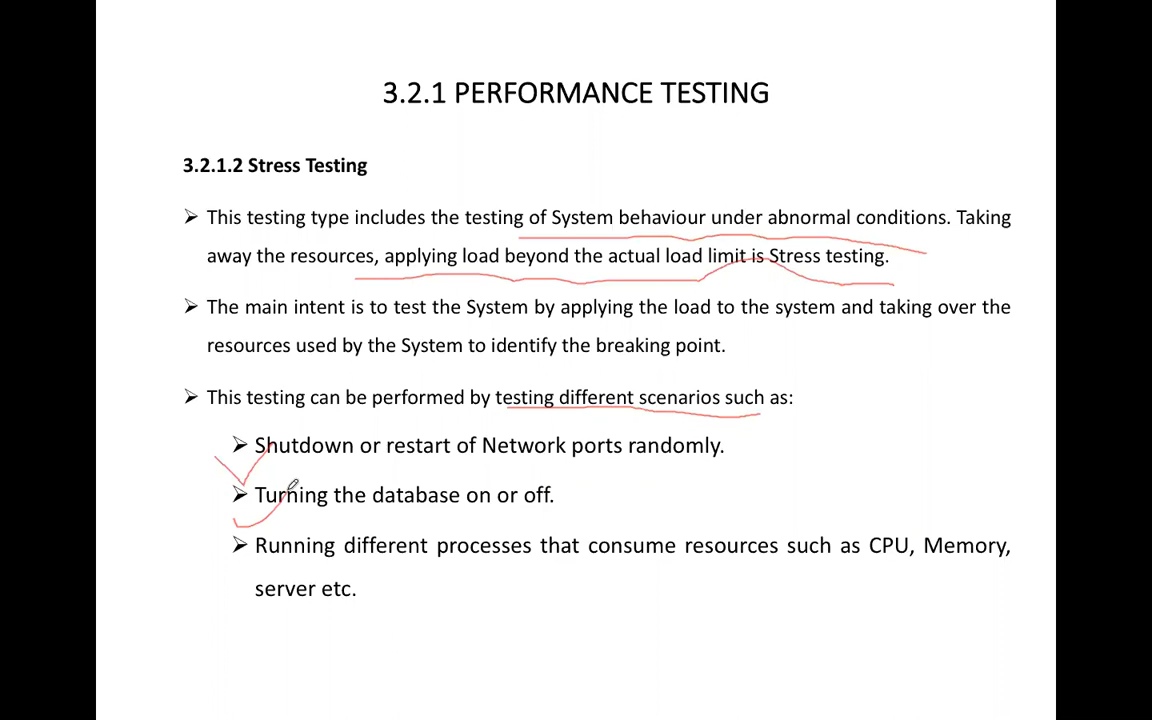 3.2.1 PERFORMANCE TESTING
3.2.1.2 Stress Testing
➢ This testing type includes the testing of System behaviour under abnormal conditions. Taking
away the resources, applying load beyond the actual load limit is Stress testing.
➢ The main intent is to test the System by applying the load to the system and taking over the
resources used by the System to identify the breaking point.
➢ This testing can be performed by testing different scenarios such as:
➢ Shutdown or restart of Network ports randomly.
➢ Turning the database on or off.
➢ Running different processes that consume resources such as CPU, Memory,
server etc.